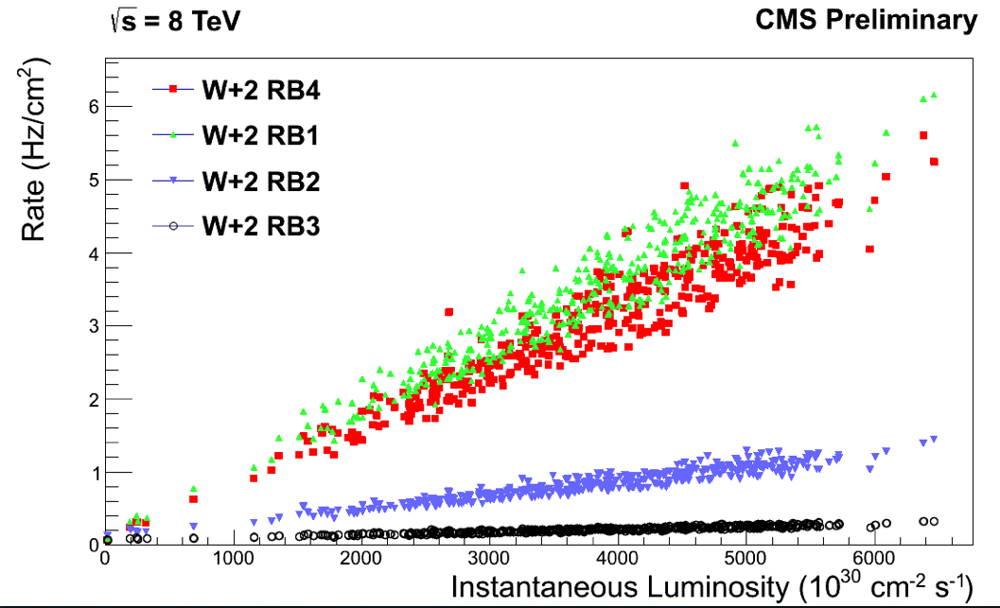 √s = 8 TeV
CMS Preliminary
Rate (Hz/cm²)
W+2 RB4
W+2 RB1
W+2 RB2
W+2 RB3
6
5
4
3
2
1
0
0 1000 2000 3000 4000 5000 6000
Instantaneous Luminosity (10³⁰ cm⁻² s⁻¹)